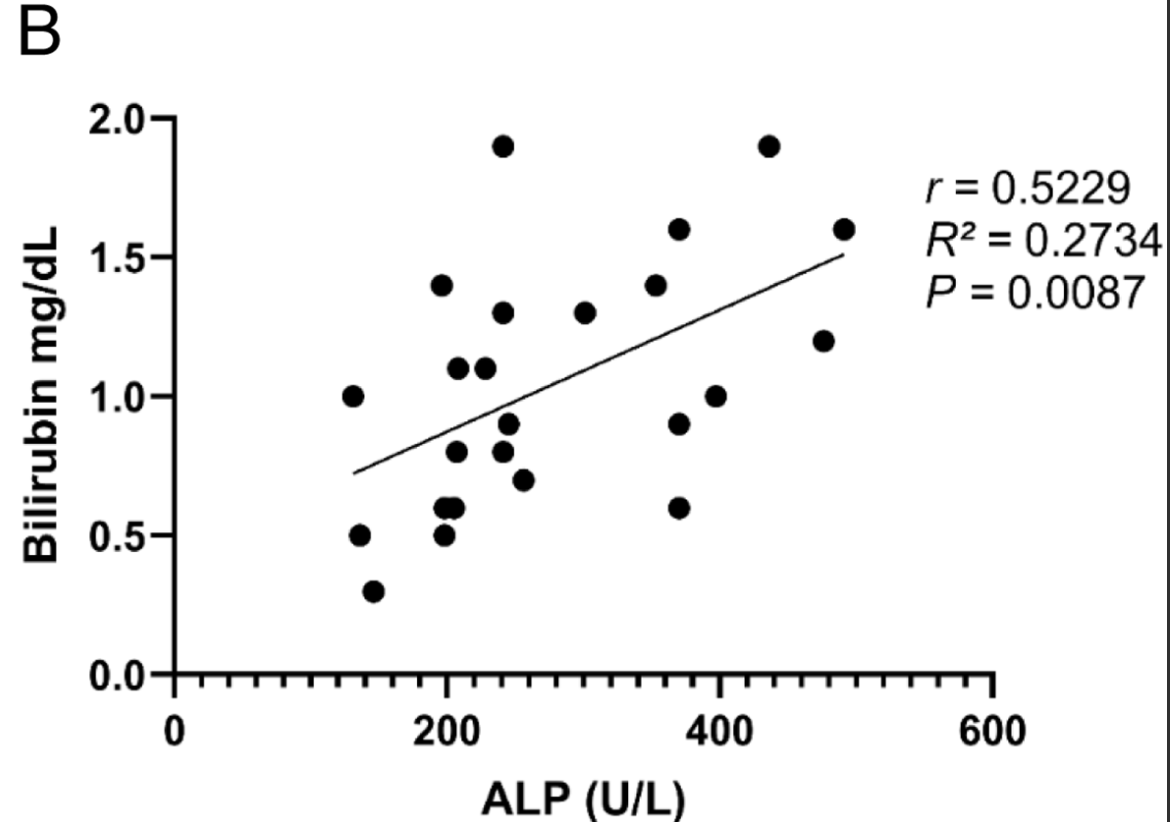 B
2.0
1.5
1.0
0.5
0.0
Bilirubin mg/dL
r = 0.5229
R² = 0.2734
P = 0.0087
0 200 400 600
ALP (U/L)